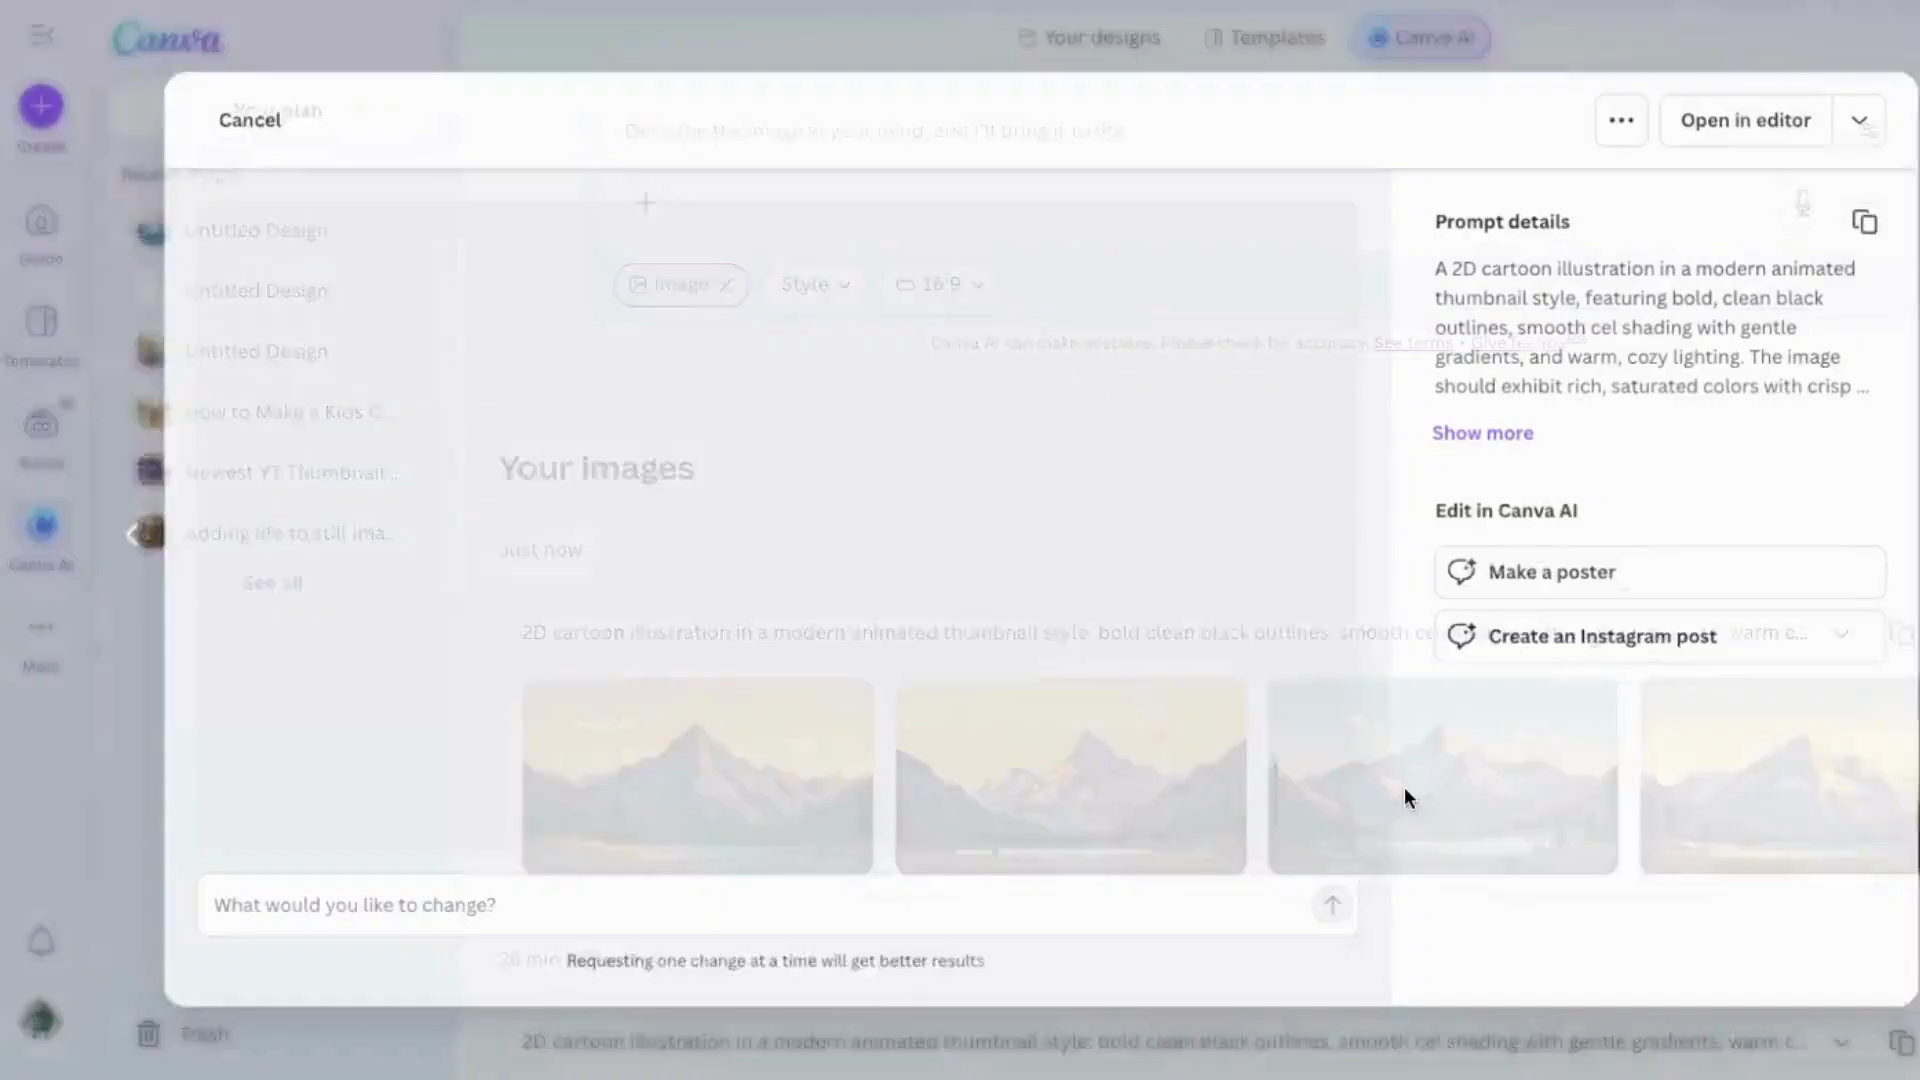 Canva
Your designs
Templates
Canva AI
Your plan
Cancel
Describe the image in your mind, and I'll bring it to life
Open in editor
Create
Untitled Design
Untitled Design
Untitled Design
How to Make a Kids C...
Newest YT Thumbnail ...
Adding life to still ima...
See all
Canva AI
More
Trash
Image
Style
16:9
Canva AI can make mistakes. Please check for accuracy. See terms • Give feedback
Your images
Just now
2D cartoon illustration in a modern animated thumbnail style, bold clean black outlines, smooth ce
warm c...
What would you like to change?
Requesting one change at a time will get better results
2D cartoon illustration in a modern animated thumbnail style, bold clean black outlines, smooth cel shading with gentle gradients, warm c...
Prompt details
A 2D cartoon illustration in a modern animated
thumbnail style, featuring bold, clean black
outlines, smooth cel shading with gentle
gradients, and warm, cozy lighting. The image
should exhibit rich, saturated colors with crisp ...
Show more
Edit in Canva AI
Make a poster
Create an Instagram post